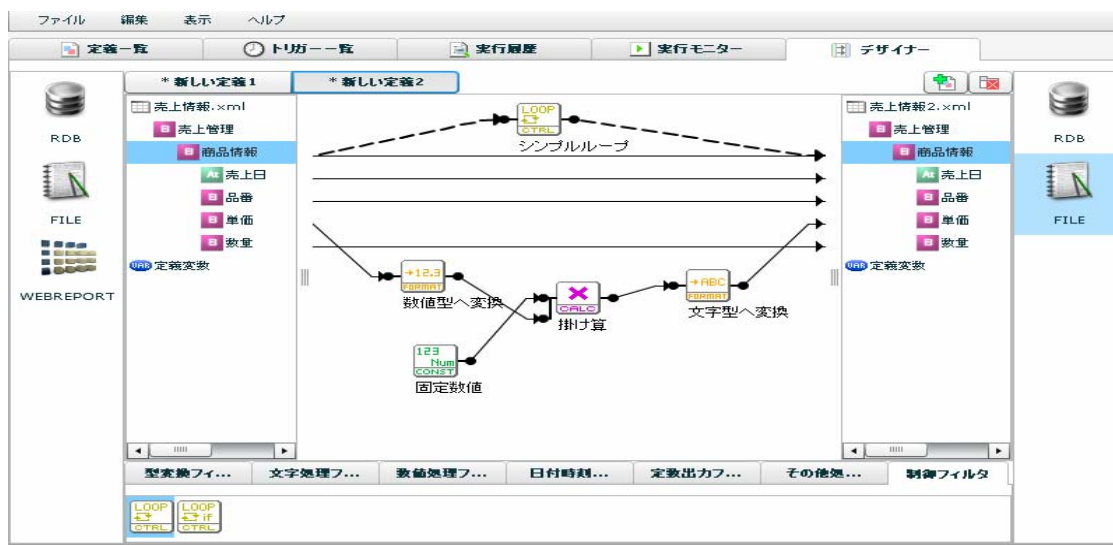 ファイル 編集 表示 ヘルプ
定義一覧 トリガー一覧 実行履歴 実行モニター デザイナー
* 新しい定義1 * 新しい定義2
RDB
FILE
WEBREPORT
売上情報.xml
売上管理
商品情報
売上日
品番
単価
数量
VAR 定義変数
LOOP
CTRL
シンプルループ
→12.3
FORMAT
数値型へ変換
CALC
掛け算
→ABC
FORMAT
文字型へ変換
123
Num
CONST
固定数値
売上情報2.xml
売上管理
商品情報
売上日
品番
単価
数量
VAR 定義変数
RDB
FILE
型変換フィ... 文字処理フ... 数値処理フ... 日付時刻... 定数出力フ... その他処... 制御フィルタ
LOOP
CTRL
LOOP
if
CTRL